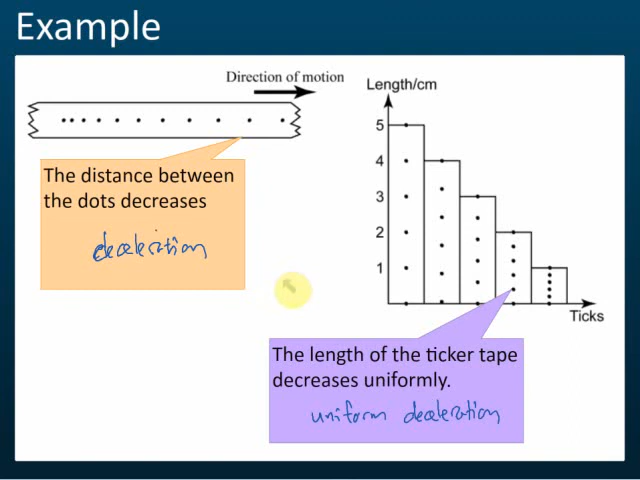 Example
Direction of motion
Length/cm
5
4
3
2
1
Ticks
The distance between
the dots decreases
deceleration
The length of the ticker tape
decreases uniformly.
uniform deceleration